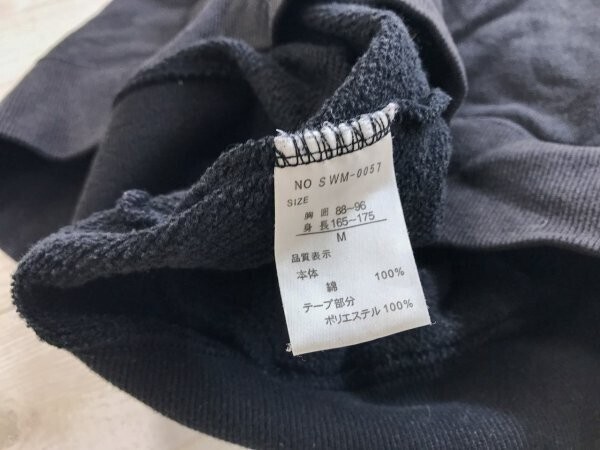 NO SWM-0057
SIZE
胸囲 88~96
身長 165~175
M
品質表示
本体
綿 100%
テープ部分
ポリエステル 100%